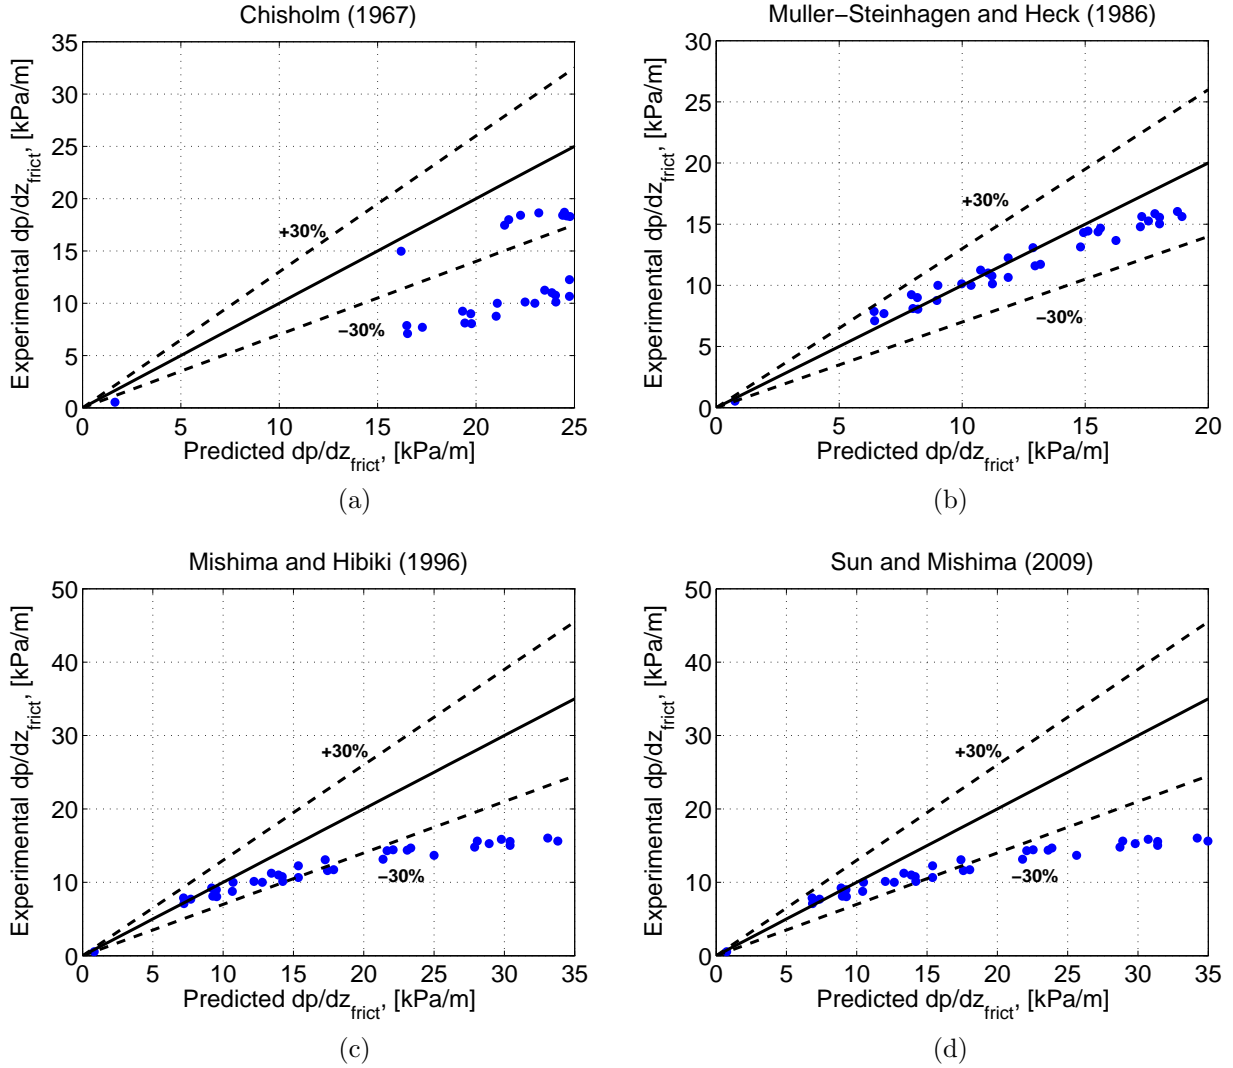 Chisholm (1967)
35
30
25
20
15
10
5
0
Experimental dp/dz_frict, [kPa/m]
+30%
−30%
0 5 10 15 20 25
Predicted dp/dz_frict, [kPa/m]
(a)
Muller−Steinhagen and Heck (1986)
30
25
20
15
10
5
0
Experimental dp/dz_frict, [kPa/m]
+30%
−30%
0 5 10 15 20
Predicted dp/dz_frict, [kPa/m]
(b)
Mishima and Hibiki (1996)
50
40
30
20
10
0
Experimental dp/dz_frict, [kPa/m]
+30%
−30%
0 5 10 15 20 25 30 35
Predicted dp/dz_frict, [kPa/m]
(c)
Sun and Mishima (2009)
50
40
30
20
10
0
Experimental dp/dz_frict, [kPa/m]
+30%
−30%
0 5 10 15 20 25 30 35
Predicted dp/dz_frict, [kPa/m]
(d)